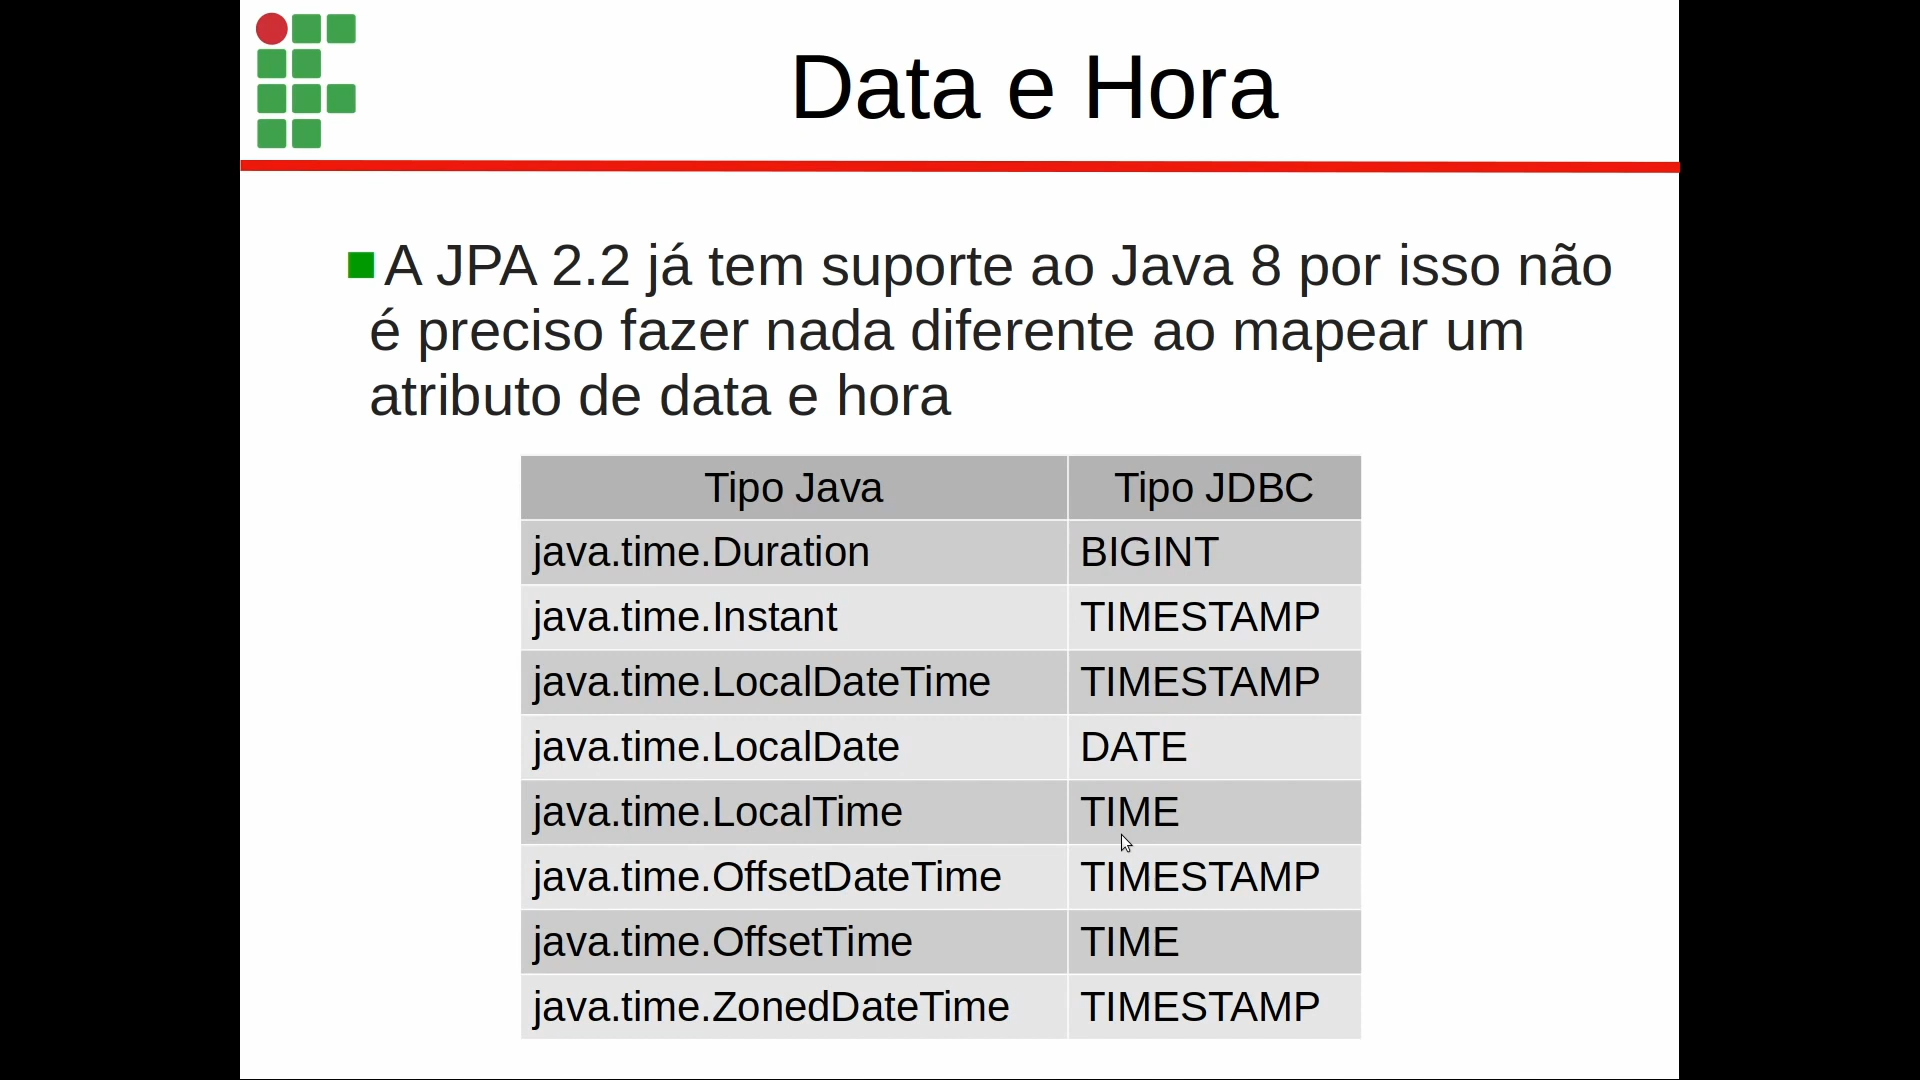 Data e Hora
A JPA 2.2 já tem suporte ao Java 8 por isso não
é preciso fazer nada diferente ao mapear um
atributo de data e hora
Tipo Java Tipo JDBC
java.time.Duration BIGINT
java.time.Instant TIMESTAMP
java.time.LocalDateTime TIMESTAMP
java.time.LocalDate DATE
java.time.LocalTime TIME
java.time.OffsetDateTime TIMESTAMP
java.time.OffsetTime TIME
java.time.ZonedDateTime TIMESTAMP